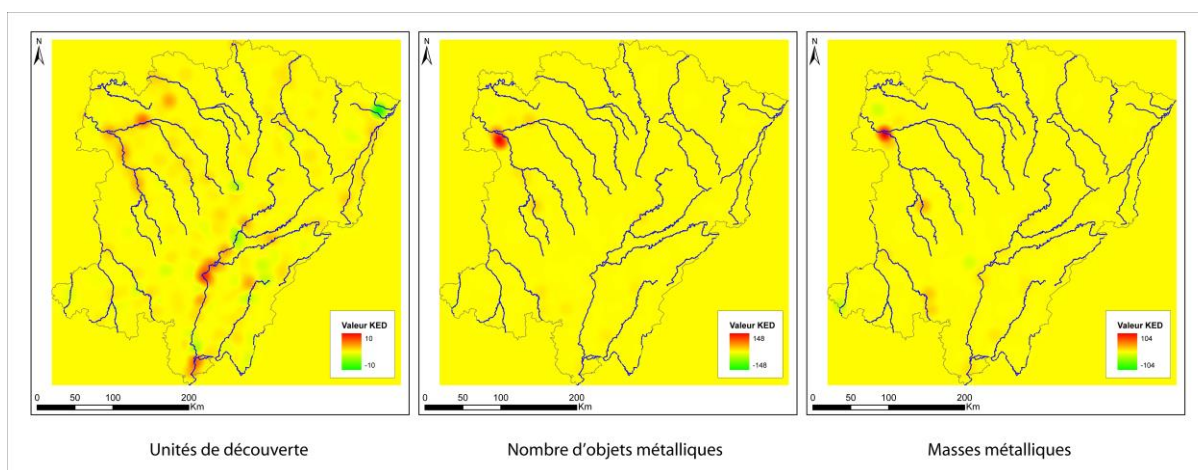 N
Valeur KED
10
-10
0 50 100 200
Km
Unités de découverte
N
Valeur KED
148
-148
0 50 100 200
Km
Nombre d'objets métalliques
N
Valeur KED
104
-104
0 50 100 200
Km
Masses métalliques